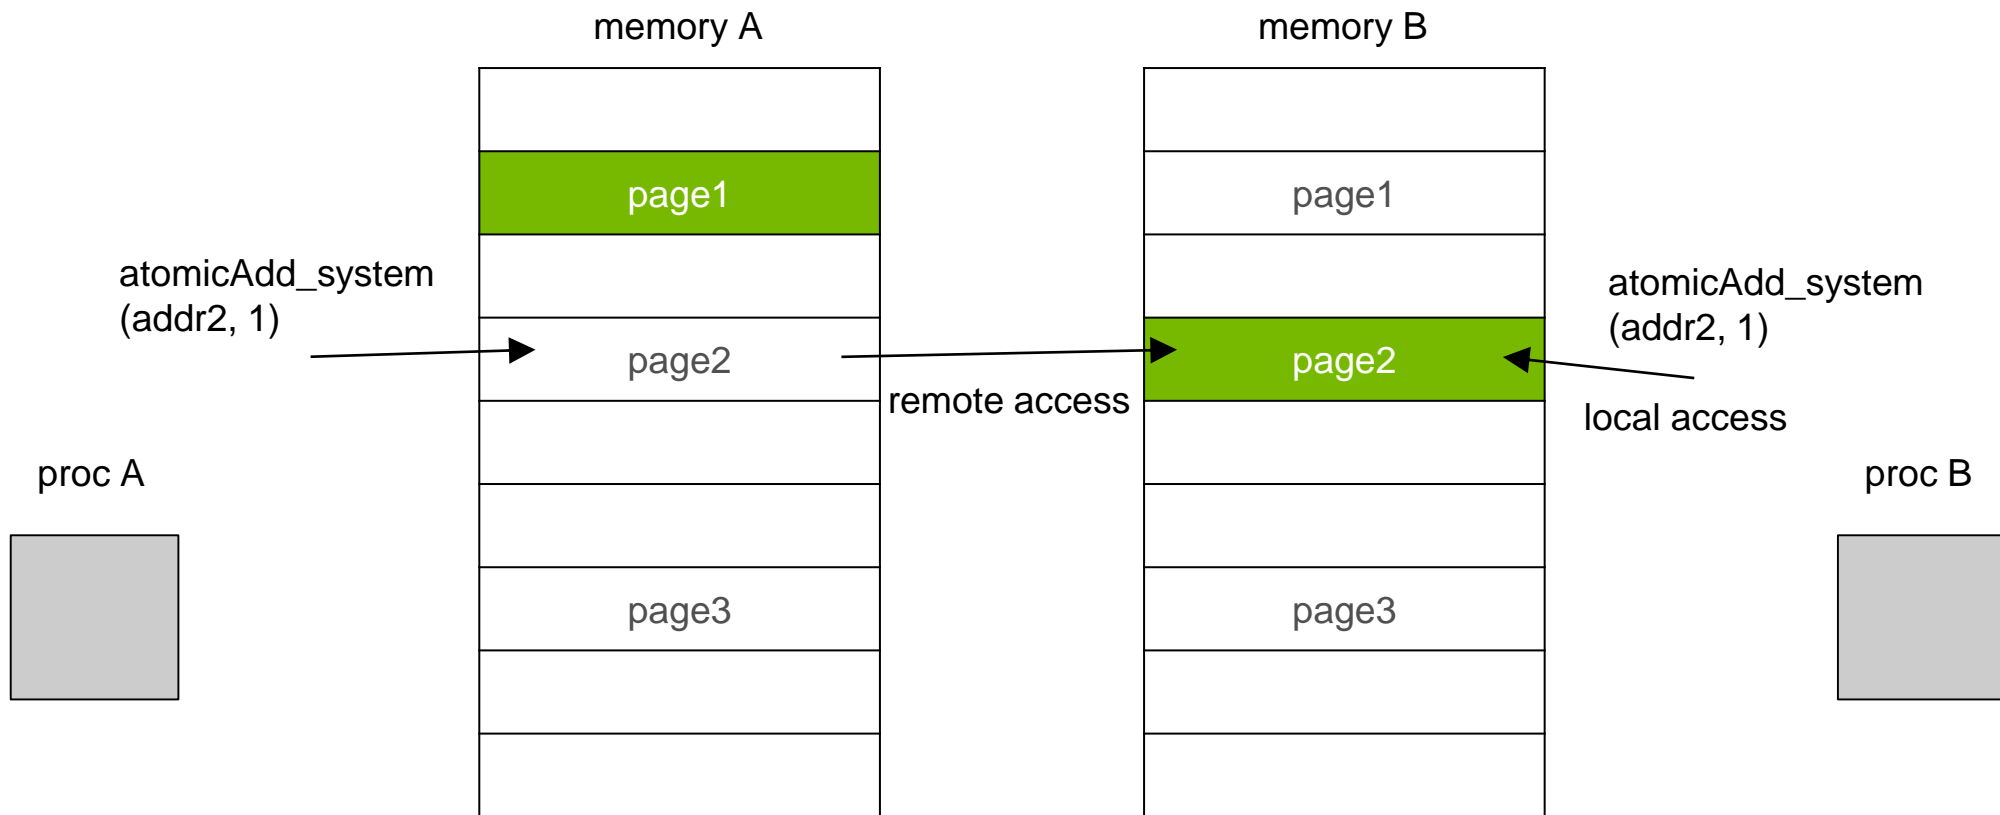 memory A
memory B
page1
page1
atomicAdd_system
(addr2, 1)
atomicAdd_system
(addr2, 1)
page2
page2
remote access
local access
proc A
proc B
page3
page3